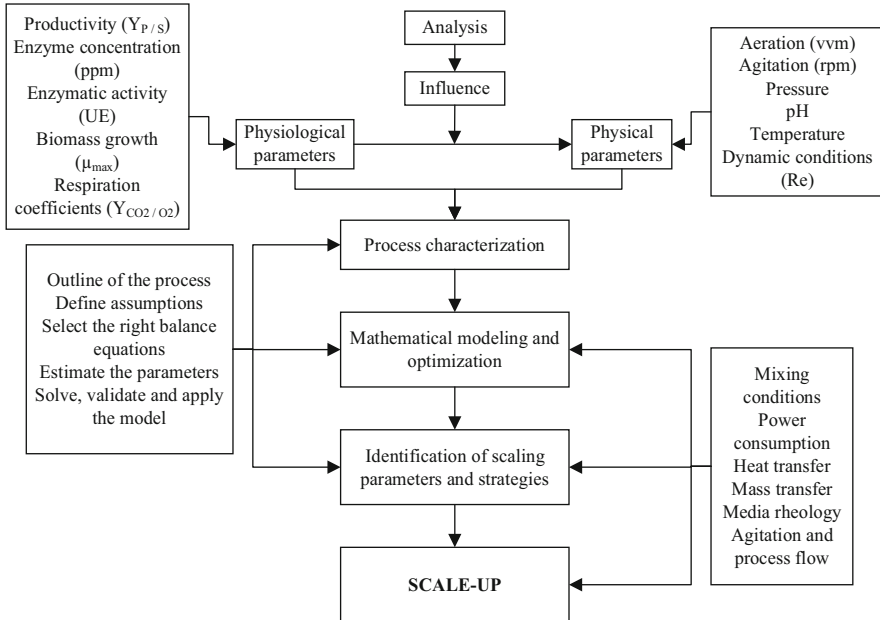 Productivity (Y_P / S)
Enzyme concentration
(ppm)
Enzymatic activity
(UE)
Biomass growth
(μ_max)
Respiration
coefficients (Y_CO2 / O2)
Analysis
Influence
Physiological
parameters
Physical
parameters
Aeration (vvm)
Agitation (rpm)
Pressure
pH
Temperature
Dynamic conditions
(Re)
Process characterization
Outline of the process
Define assumptions
Select the right balance
equations
Estimate the parameters
Solve, validate and apply
the model
Mathematical modeling and
optimization
Identification of scaling
parameters and strategies
Mixing
conditions
Power
consumption
Heat transfer
Mass transfer
Media rheology
Agitation and
process flow
SCALE-UP